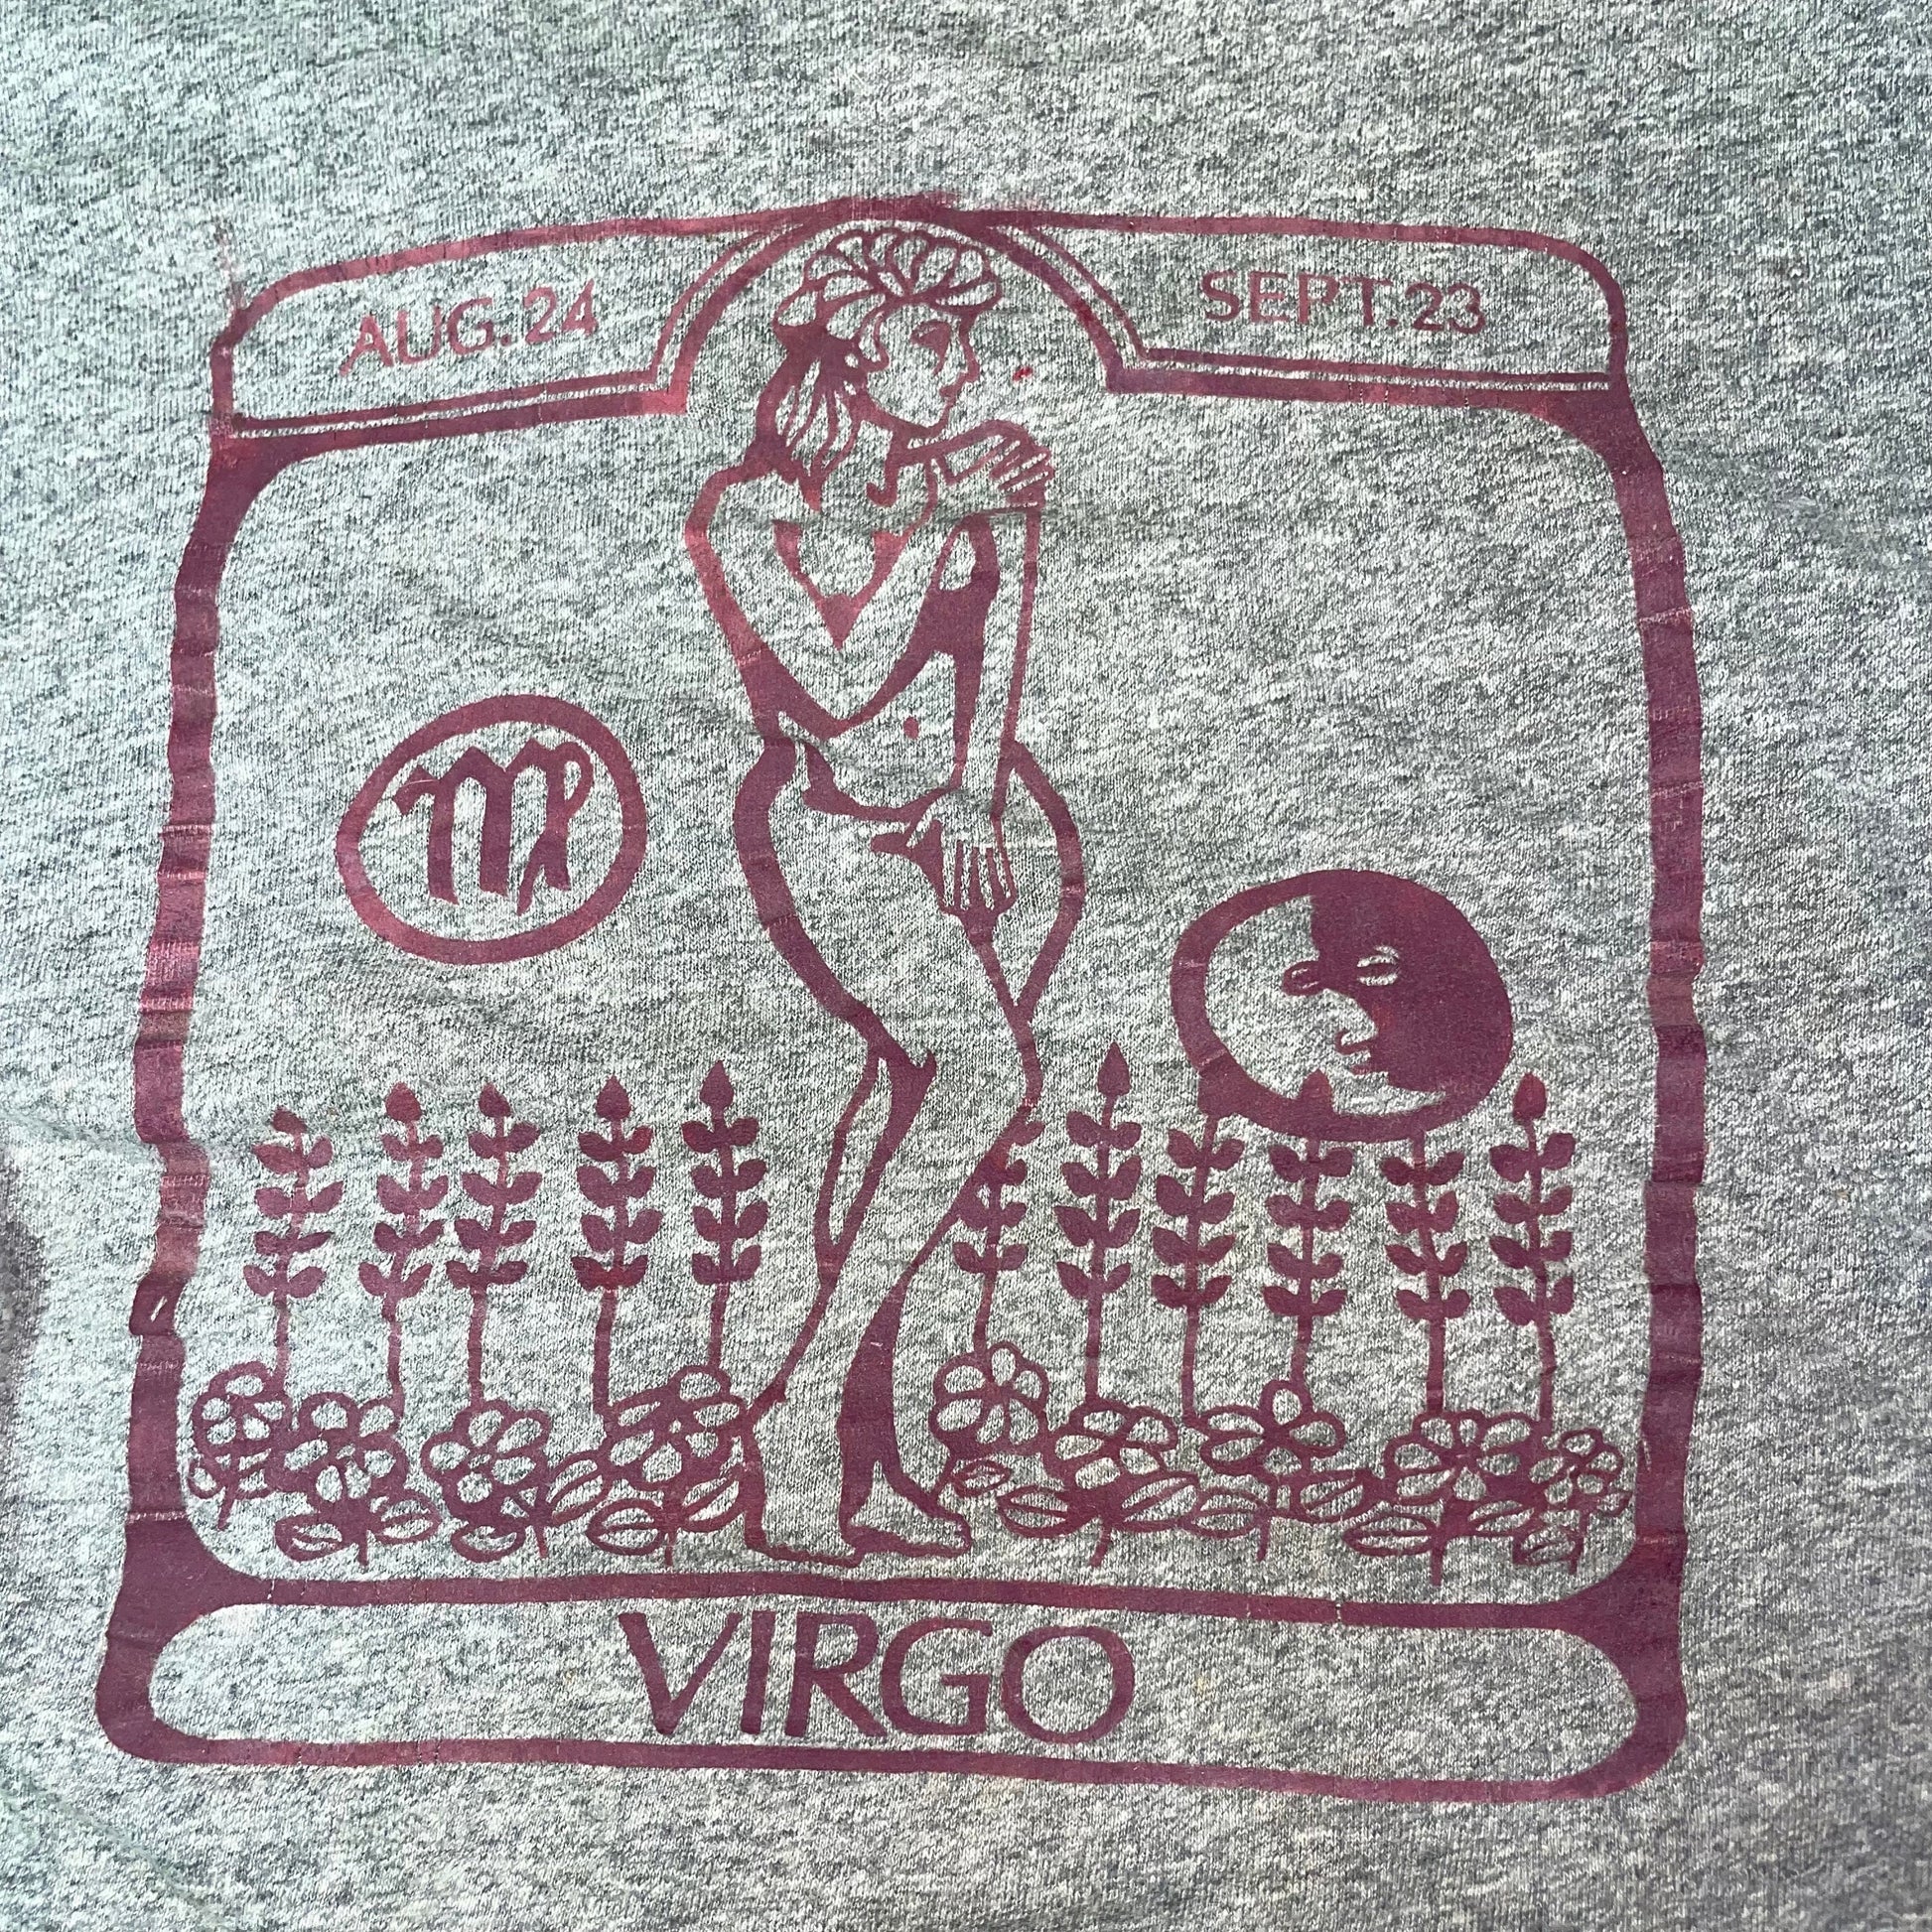 AUG. 24
SEPT. 23
♍
VIRGO